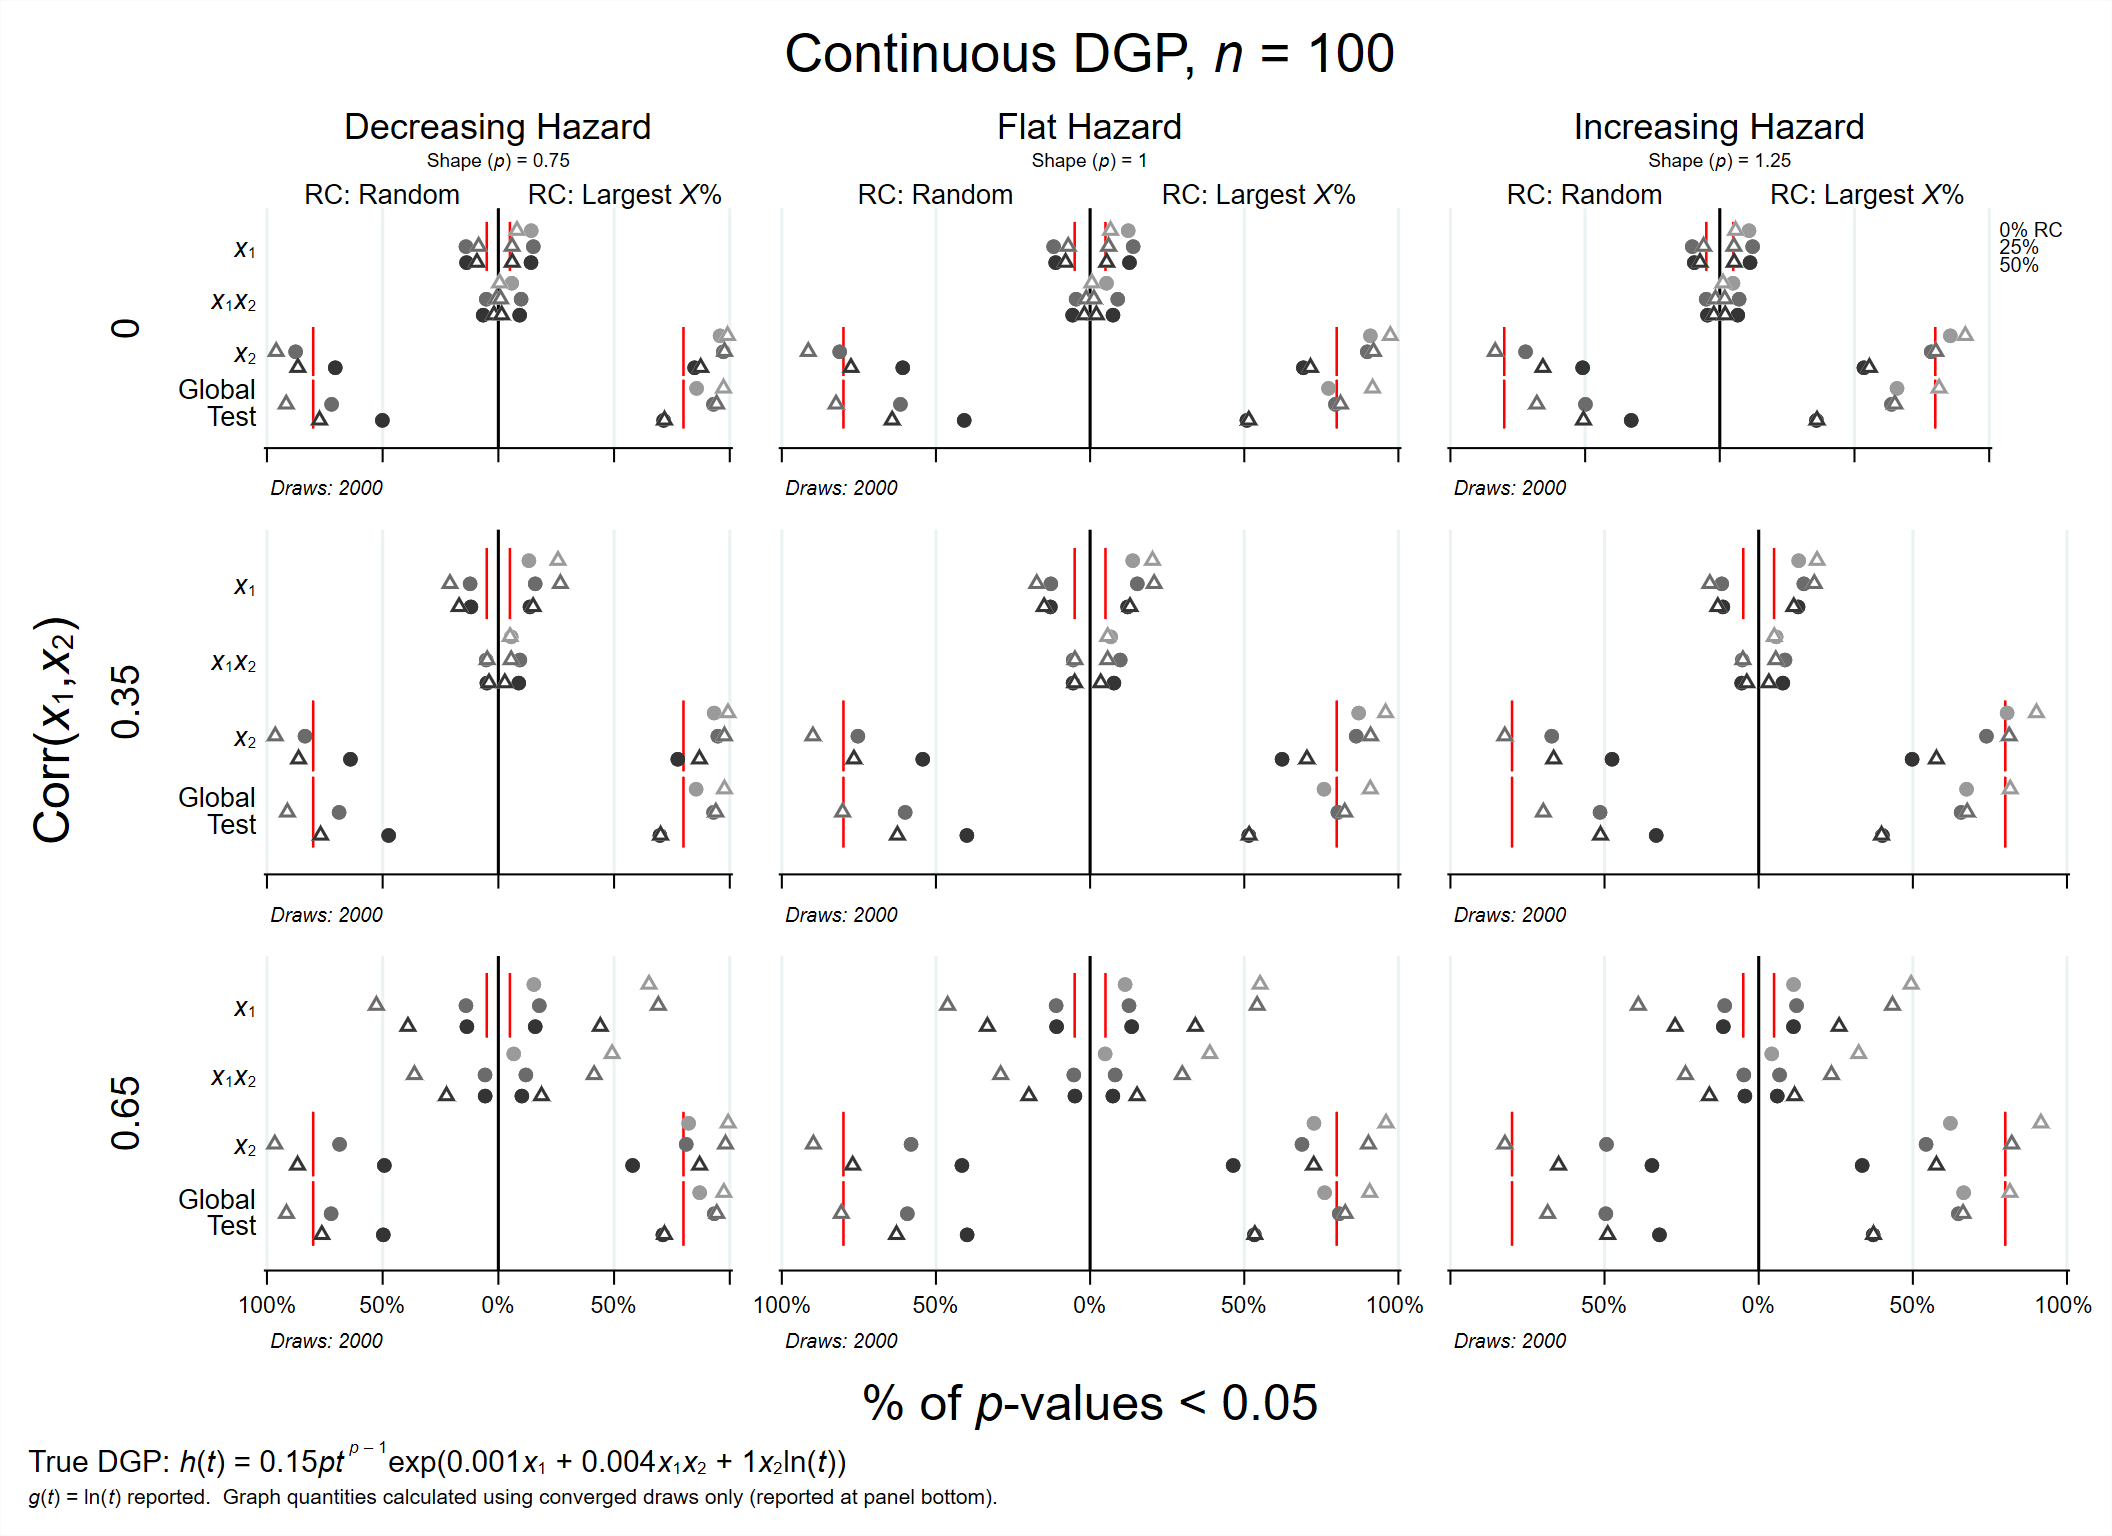 Continuous DGP, n = 100
Decreasing Hazard
Flat Hazard
Increasing Hazard
Shape (p) = 0.75
Shape (p) = 1
Shape (p) = 1.25
RC: Random
RC: Largest X%
RC: Random
RC: Largest X%
RC: Random
RC: Largest X%
0% RC
25%
50%
Corr(x₁,x₂)
0
x₁
x₁x₂
x₂
Global
Test
Draws: 2000
Draws: 2000
Draws: 2000
0.35
x₁
x₁x₂
x₂
Global
Test
Draws: 2000
Draws: 2000
Draws: 2000
0.65
x₁
x₁x₂
x₂
Global
Test
100%
50%
0%
50%
100%
50%
0%
50%
100%
50%
0%
50%
100%
Draws: 2000
Draws: 2000
Draws: 2000
% of p-values < 0.05
True DGP: h(t) = 0.15pt^(p − 1) exp(0.001x₁ + 0.004x₁x₂ + 1x₂ln(t))
g(t) = ln(t) reported. Graph quantities calculated using converged draws only (reported at panel bottom).